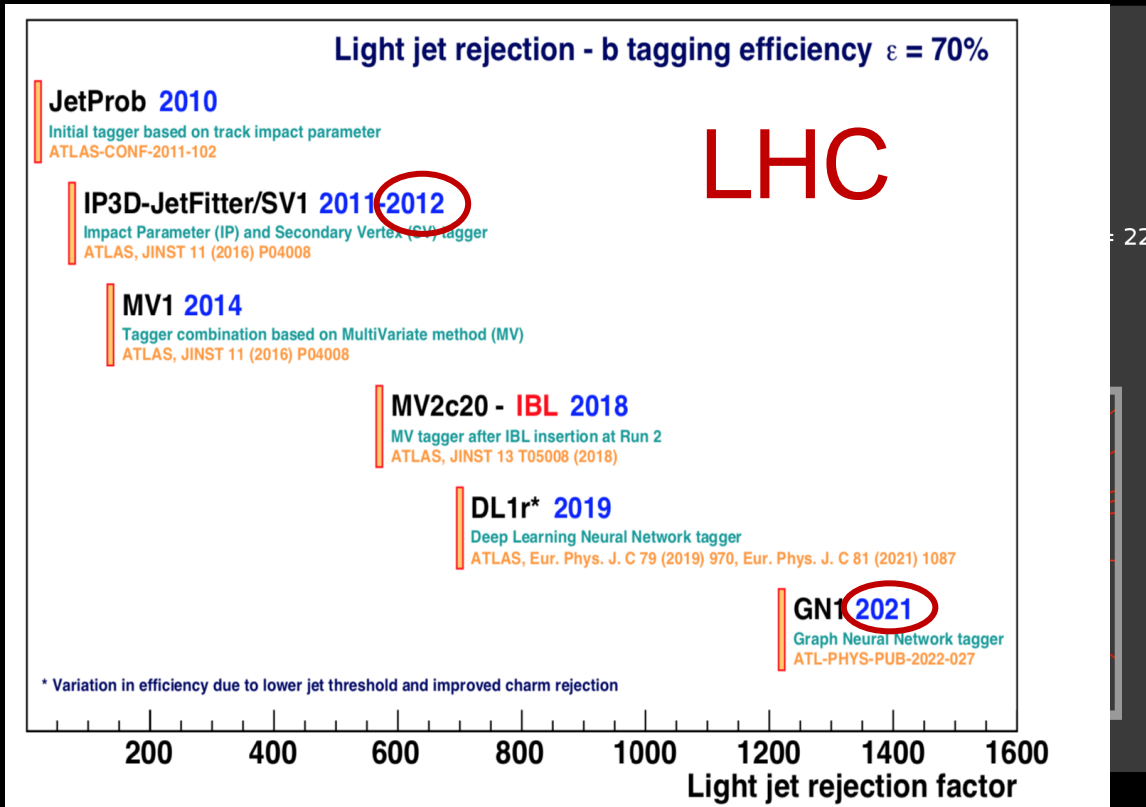 Light jet rejection - b tagging efficiency ε = 70%
JetProb 2010
Initial tagger based on track impact parameter
ATLAS-CONF-2011-102
LHC
IP3D-JetFitter/SV1 2011-2012
Impact Parameter (IP) and Secondary Vertex (SV) tagger
ATLAS, JINST 11 (2016) P04008
= 22
MV1 2014
Tagger combination based on MultiVariate method (MV)
ATLAS, JINST 11 (2016) P04008
MV2c20 - IBL 2018
MV tagger after IBL insertion at Run 2
ATLAS, JINST 13 T05008 (2018)
DL1r* 2019
Deep Learning Neural Network tagger
ATLAS, Eur. Phys. J. C 79 (2019) 970, Eur. Phys. J. C 81 (2021) 1087
GN1 2021
Graph Neural Network tagger
ATL-PHYS-PUB-2022-027
* Variation in efficiency due to lower jet threshold and improved charm rejection
200 400 600 800 1000 1200 1400 1600
Light jet rejection factor